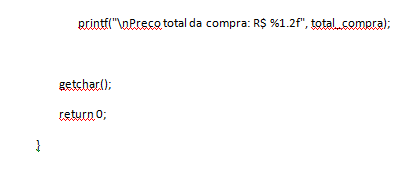 printf("\nPreco total da compra: R$ %1.2f", total_compra);
getchar();
return 0;
}